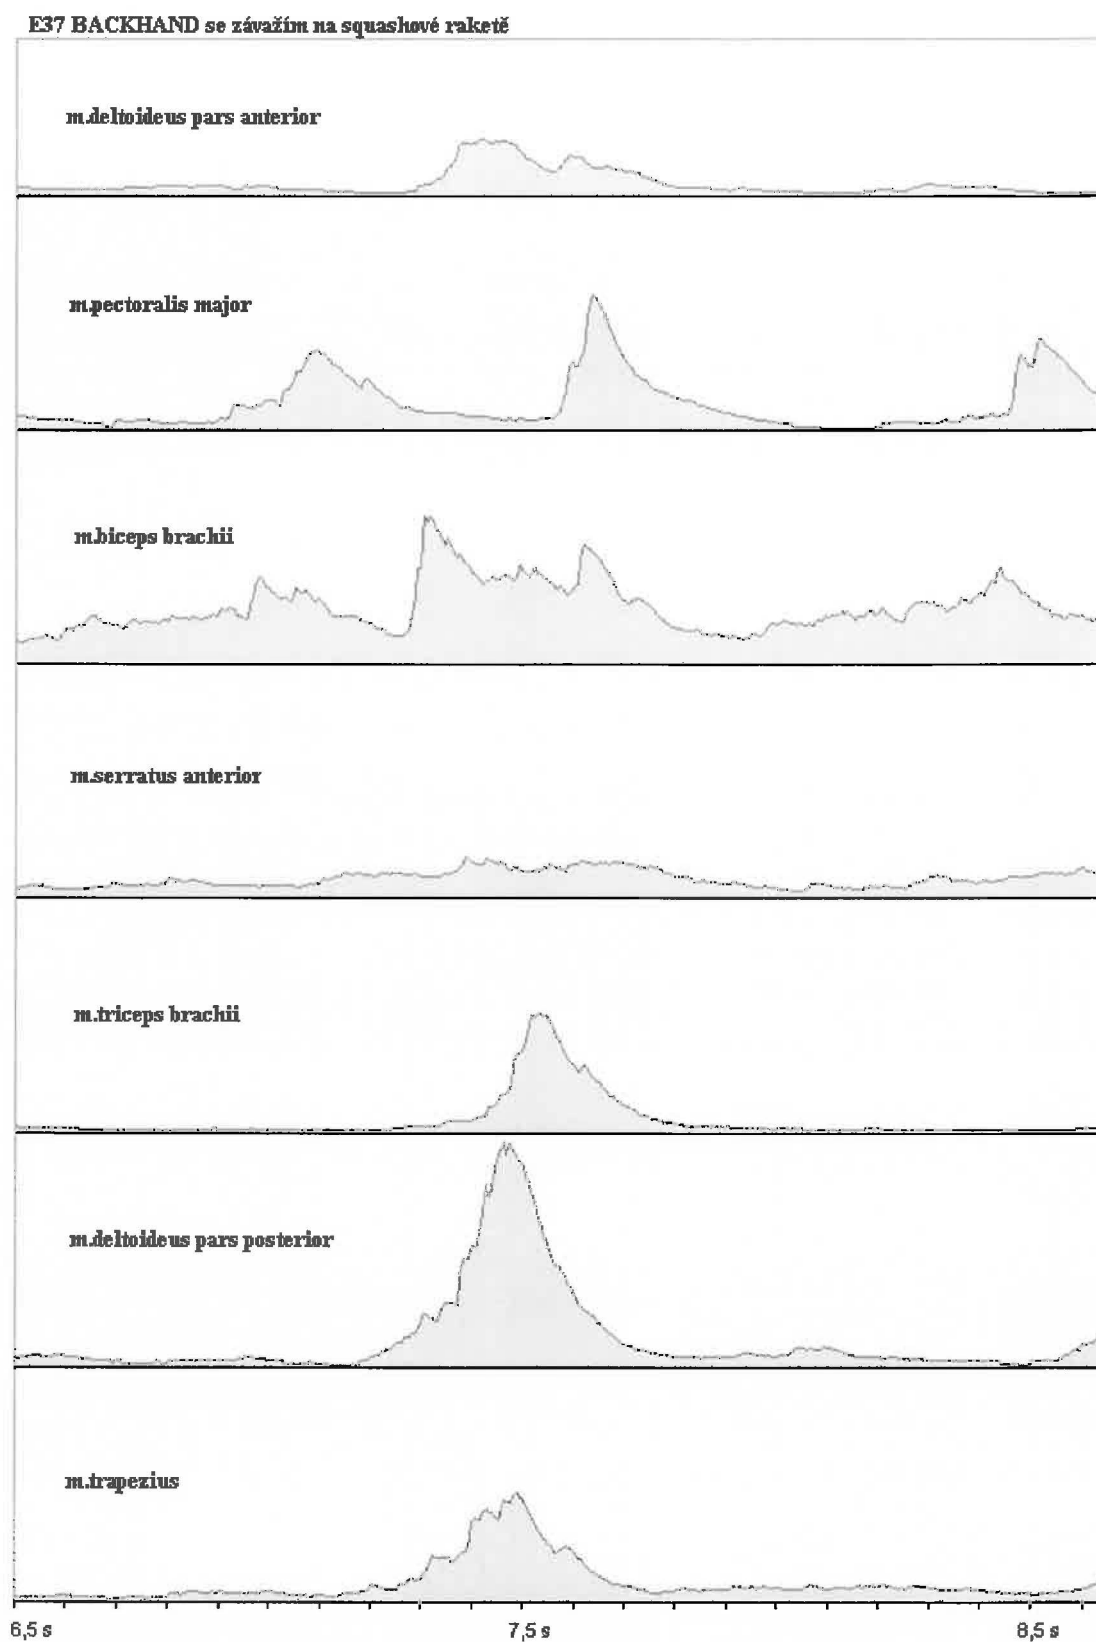 E37 BACKHAND se závažím na squashové raketě
m.deltoideus pars anterior
m.pectoralis major
m.biceps brachii
m.serratus anterior
m.triceps brachii
m.deltoideus pars posterior
m.trapezius
6,5 s 7,5 s 8,5 s